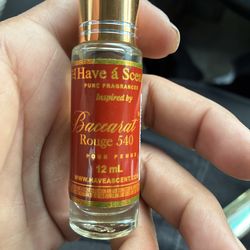 Have á Scent
PURE FRAGRANCES
Inspired by
Baccarat
Rouge 540
POUR FEMME
12 mL
WWW.HAVEASCENT.COM